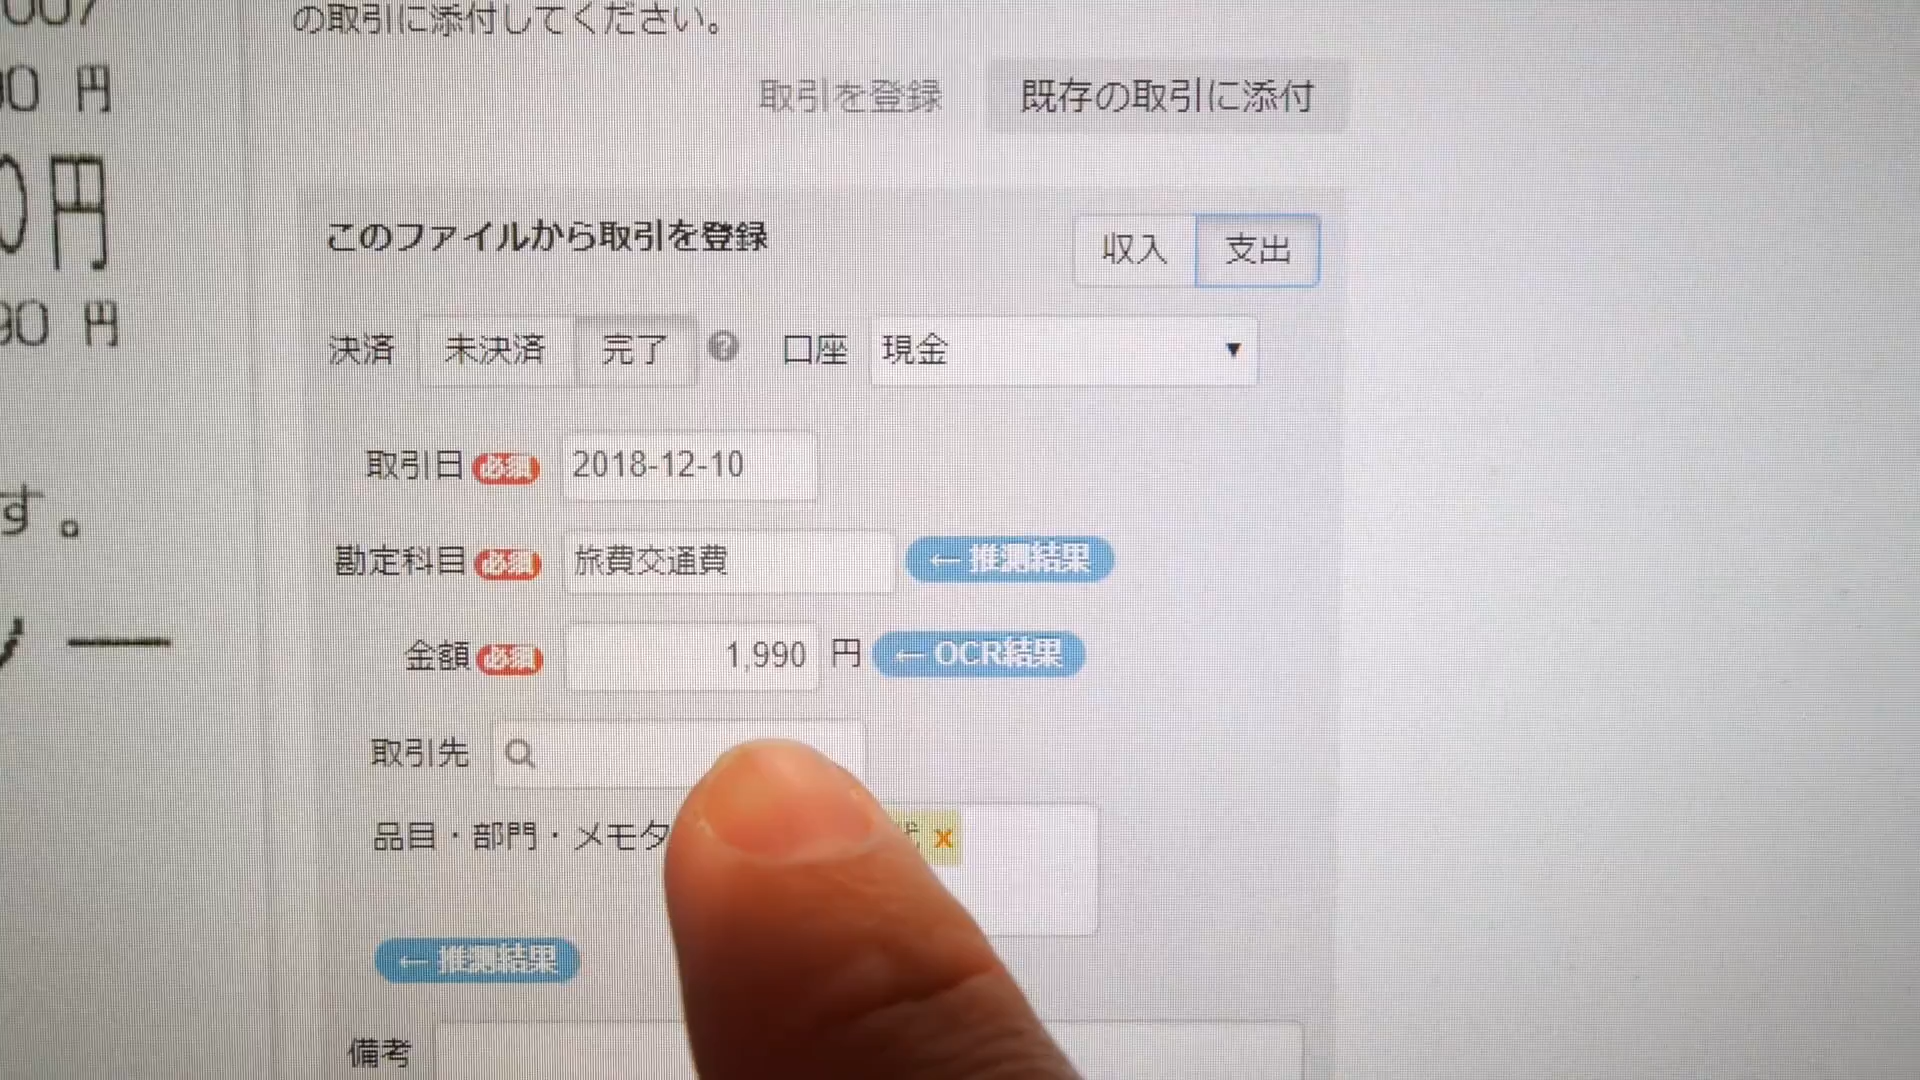 007
の取引に添付してください。
90 円
取引を登録 既存の取引に添付
0円
このファイルから取引を登録 収入 支出
90 円
決済 未決済 完了 ? 口座 現金 ▼
取引日 必須 2018-12-10
す。
勘定科目 必須 旅費交通費 ← 推測結果
金額 必須 1,990 円 ← OCR結果
取引先
品目・部門・メモタ x
← 推測結果
備考